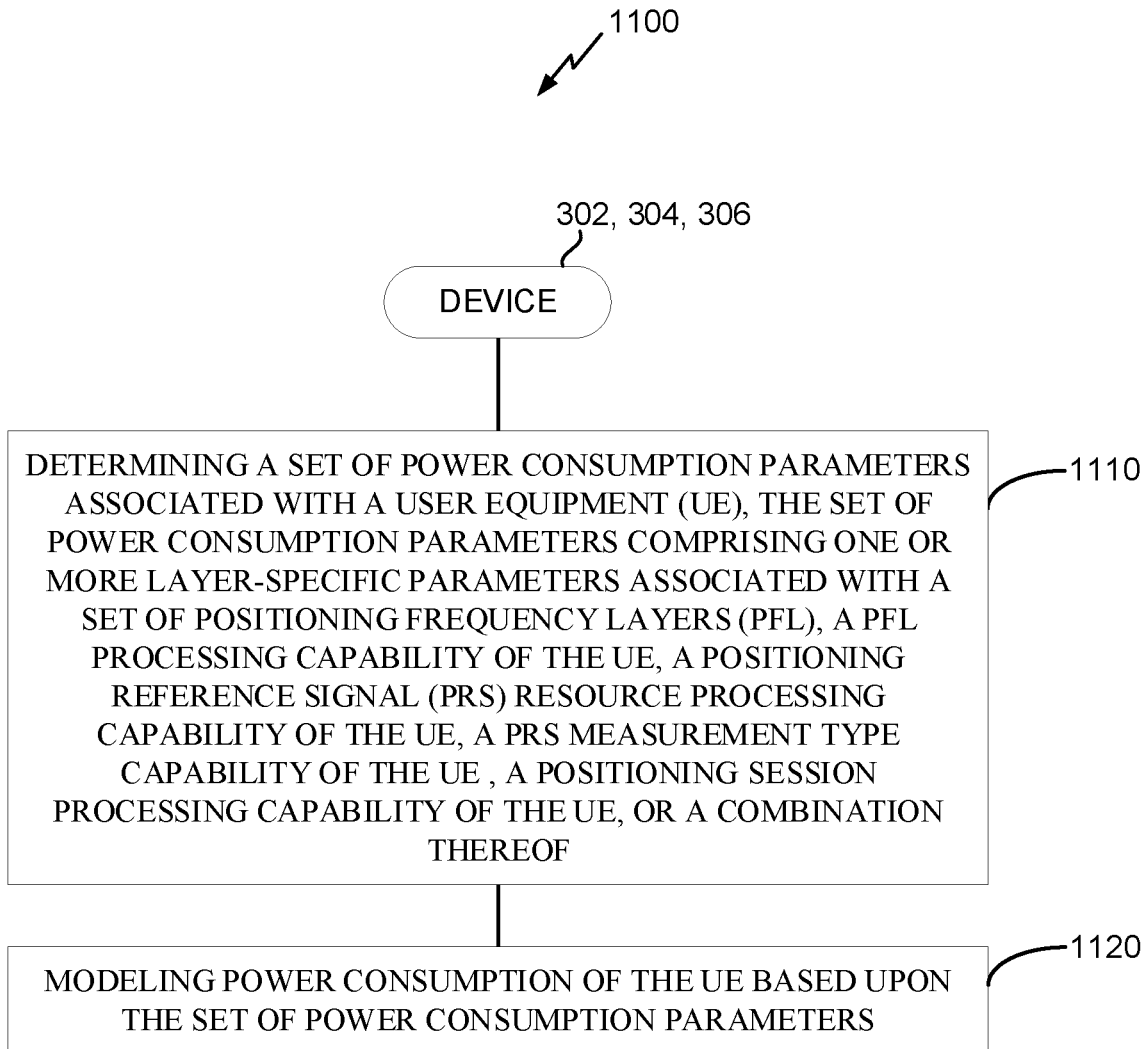 1100
302, 304, 306
DEVICE
DETERMINING A SET OF POWER CONSUMPTION PARAMETERS
ASSOCIATED WITH A USER EQUIPMENT (UE), THE SET OF
POWER CONSUMPTION PARAMETERS COMPRISING ONE OR
MORE LAYER-SPECIFIC PARAMETERS ASSOCIATED WITH A
SET OF POSITIONING FREQUENCY LAYERS (PFL), A PFL
PROCESSING CAPABILITY OF THE UE, A POSITIONING
REFERENCE SIGNAL (PRS) RESOURCE PROCESSING
CAPABILITY OF THE UE, A PRS MEASUREMENT TYPE
CAPABILITY OF THE UE , A POSITIONING SESSION
PROCESSING CAPABILITY OF THE UE, OR A COMBINATION
THEREOF
1110
MODELING POWER CONSUMPTION OF THE UE BASED UPON
THE SET OF POWER CONSUMPTION PARAMETERS
1120